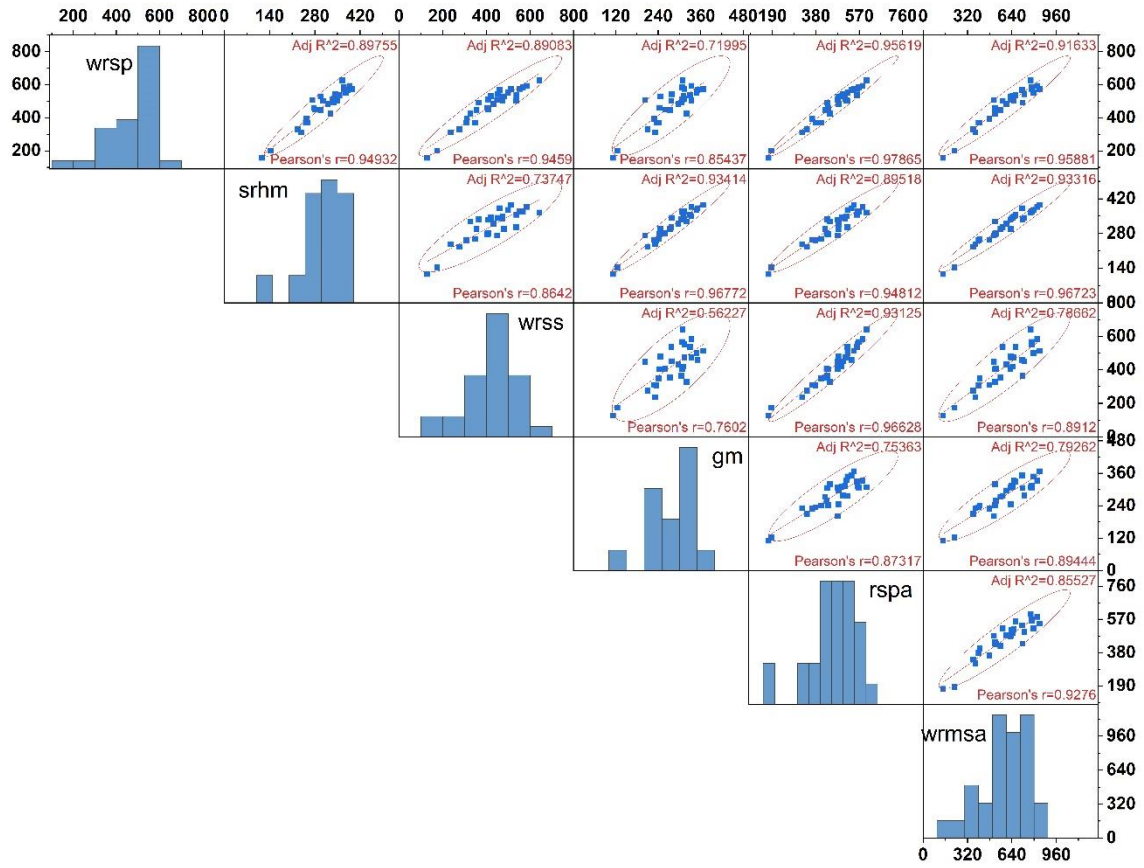 0 200 400 600 800 0 140 280 420 0 200 400 600 800 120 240 360 480 190 380 570 760 0 320 640 960
800 wrsp Adj R^2=0.89755 Adj R^2=0.89083 Adj R^2=0.71995 Adj R^2=0.95619 Adj R^2=0.91633 800
600 600
400 400
200 Pearson's r=0.94932 Pearson's r=0.9459 Pearson's r=0.85437 Pearson's r=0.97865 Pearson's r=0.95881 200
srhm Adj R^2=0.73747 Adj R^2=0.93414 Adj R^2=0.89518 Adj R^2=0.93316
420
280
140
Pearson's r=0.8642 Pearson's r=0.96772 Pearson's r=0.94812 Pearson's r=0.96723
wrss Adj R^2=0.56227 Adj R^2=0.93125 Adj R^2=0.78662
600
400
200
Pearson's r=0.7602 Pearson's r=0.96628 Pearson's r=0.8912 0
gm Adj R^2=0.75363 Adj R^2=0.79262 480
360
240
120
Pearson's r=0.87317 Pearson's r=0.89444 0
rspa Adj R^2=0.85527 760
570
380
190
Pearson's r=0.9276
wrmsa
960
640
320
0
0 320 640 960